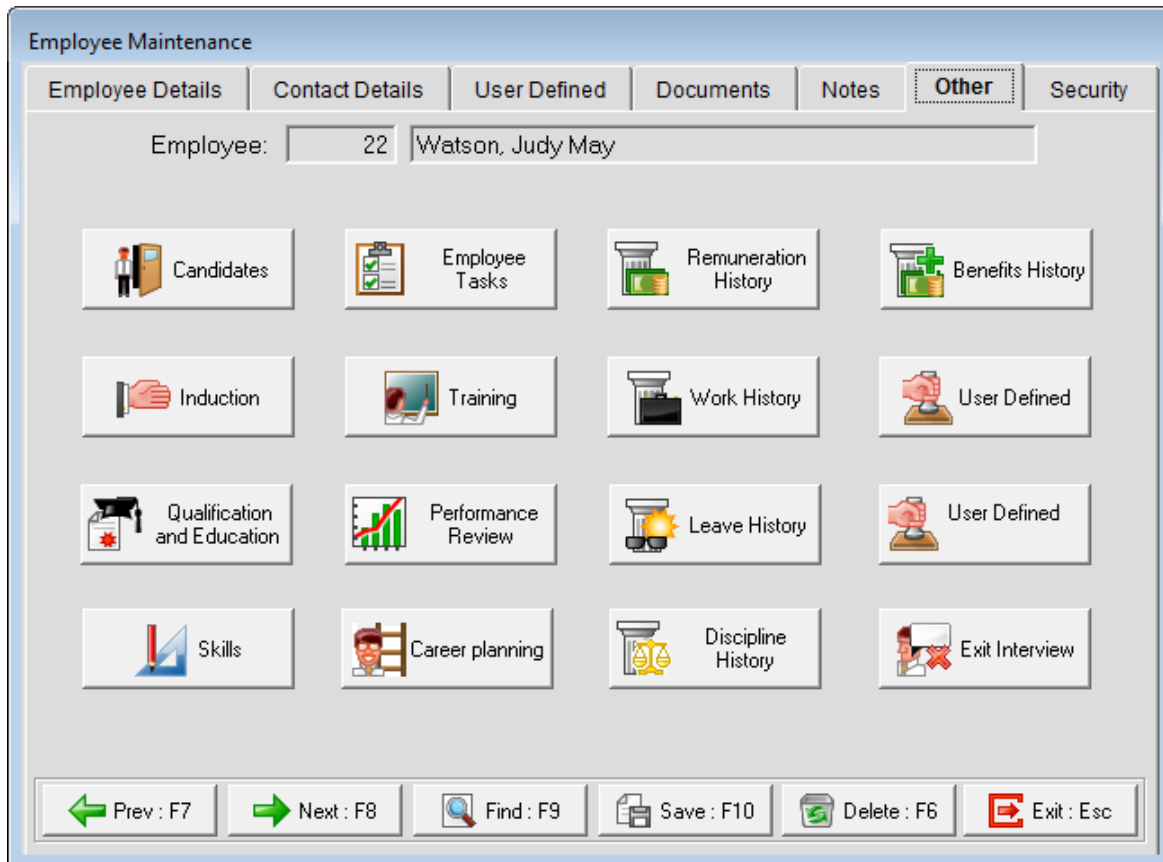 Employee Maintenance
Employee Details Contact Details User Defined Documents Notes Other Security
Employee: 22 Watson, Judy May
Candidates
Employee
Tasks
Remuneration
History
Benefits History
Induction
Training
Work History
User Defined
Qualification
and Education
Performance
Review
Leave History
User Defined
Skills
Career planning
Discipline
History
Exit Interview
Prev : F7 Next : F8 Find : F9 Save : F10 Delete : F6 Exit : Esc